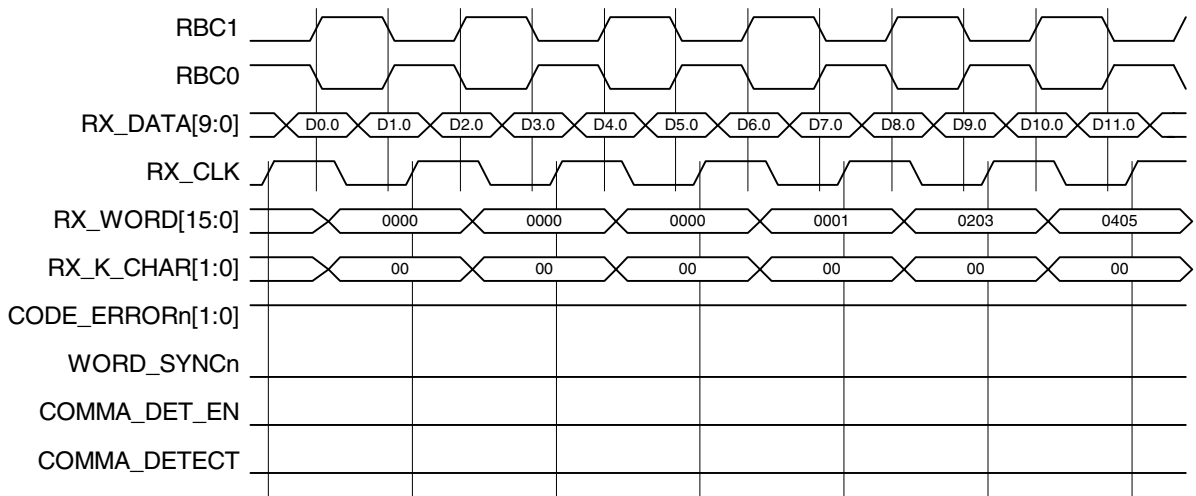 RBC1
RBC0
RX_DATA[9:0] D0.0 D1.0 D2.0 D3.0 D4.0 D5.0 D6.0 D7.0 D8.0 D9.0 D10.0 D11.0
RX_CLK
RX_WORD[15:0] 0000 0000 0000 0001 0203 0405
RX_K_CHAR[1:0] 00 00 00 00 00 00
CODE_ERRORn[1:0]
WORD_SYNCn
COMMA_DET_EN
COMMA_DETECT